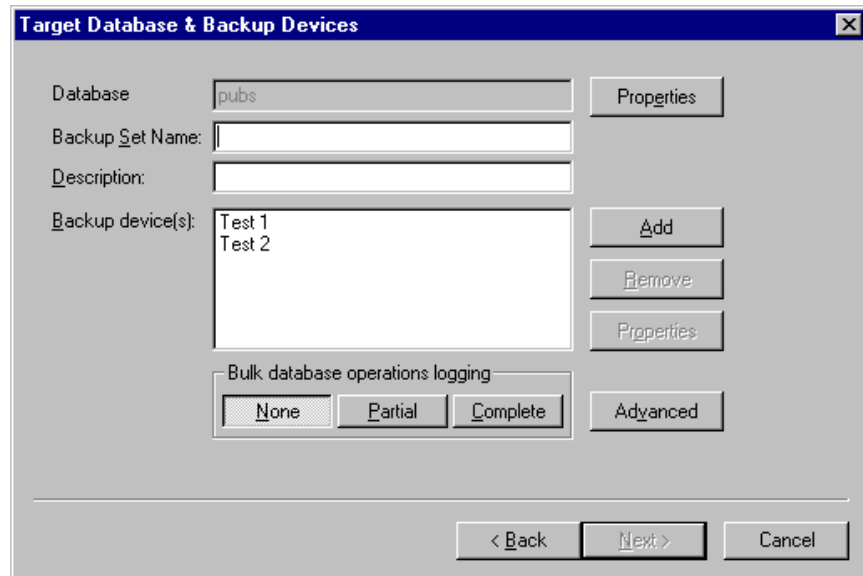 Target Database & Backup Devices
Database
pubs
Properties
Backup Set Name:
Description:
Backup device(s):
Test 1
Test 2
Add
Remove
Properties
Bulk database operations logging
None
Partial
Complete
Advanced
< Back
Next >
Cancel